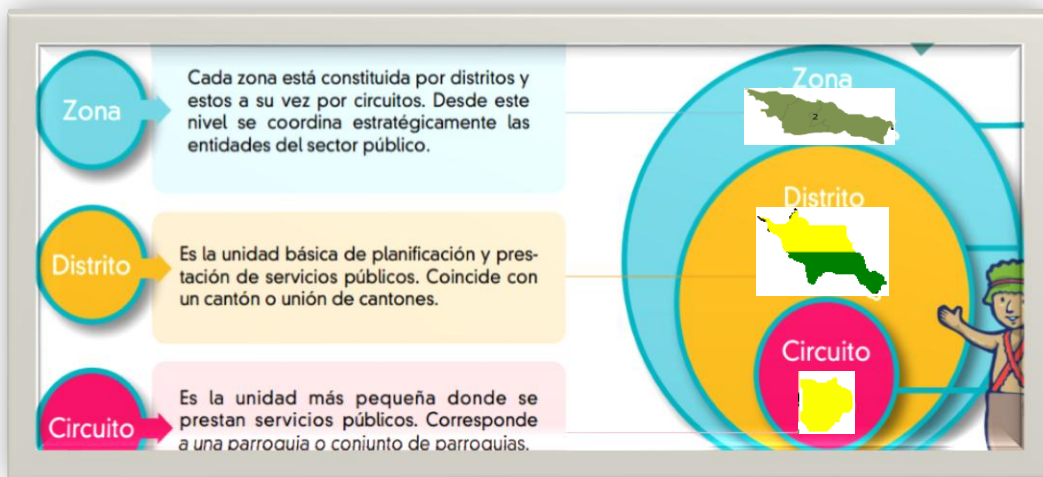 Zona
Cada zona está constituida por distritos y
estos a su vez por circuitos. Desde este
nivel se coordina estratégicamente las
entidades del sector público.
Distrito
Es la unidad básica de planificación y pres-
tación de servicios públicos. Coincide con
un cantón o unión de cantones.
Circuito
Es la unidad más pequeña donde se
prestan servicios públicos. Corresponde
a una parroquia o conjunto de parroquias.
Zona
2
Distrito
Circuito